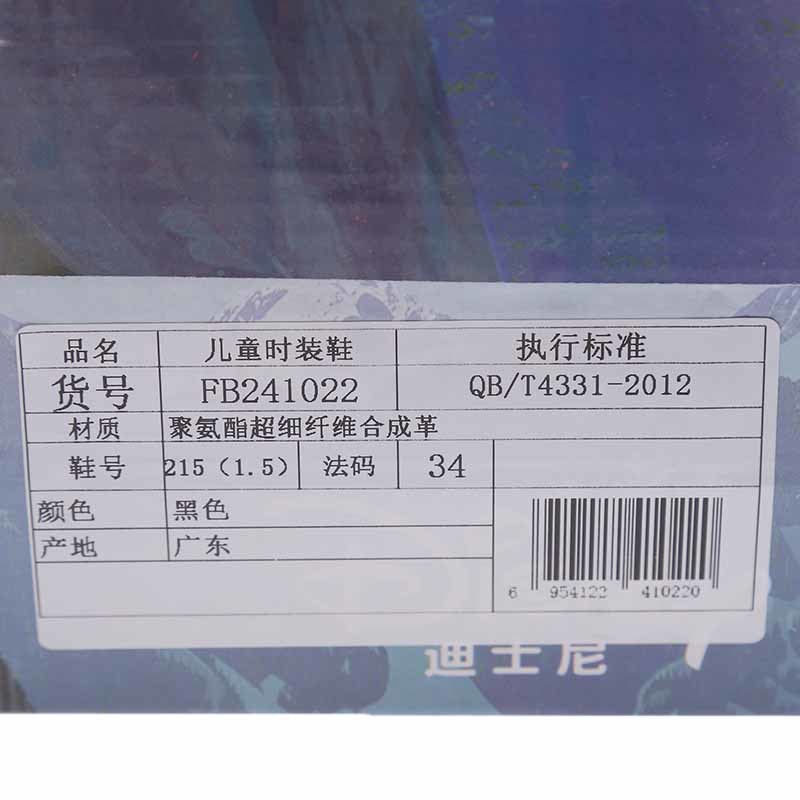 品名 儿童时装鞋 执行标准
货号 FB241022 QB/T4331-2012
材质 聚氨酯超细纤维合成革
鞋号 215（1.5） 法码 34
颜色 黑色
产地 广东
6 954122 410220
迪士尼